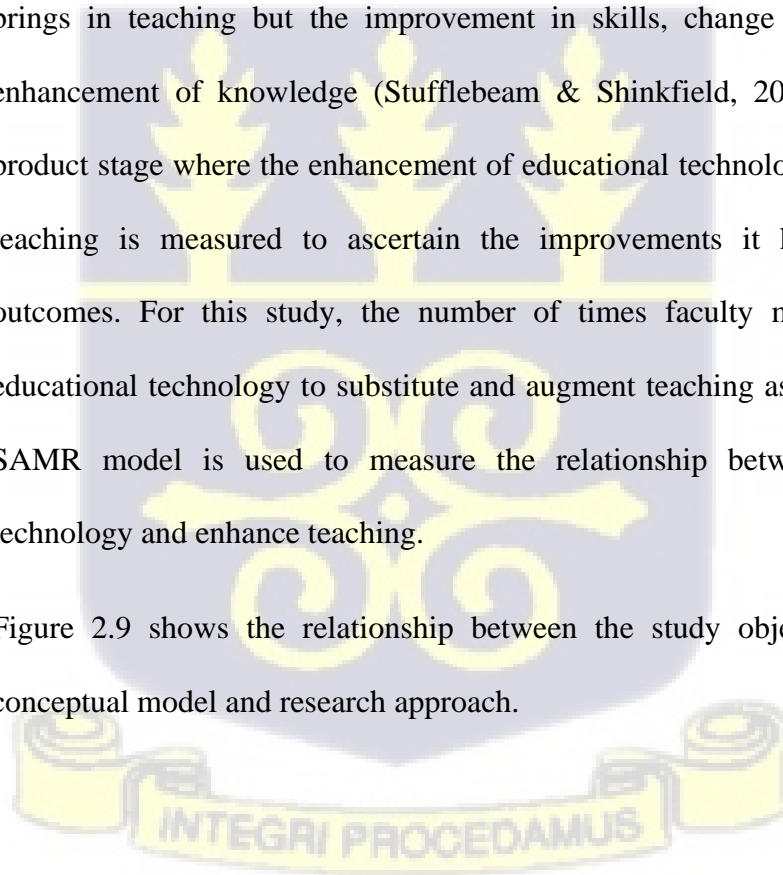 brings in teaching but the improvement in skills, change
enhancement of knowledge (Stufflebeam & Shinkfield, 20
product stage where the enhancement of educational technolo
teaching is measured to ascertain the improvements it
outcomes. For this study, the number of times faculty
educational technology to substitute and augment teaching as
SAMR model is used to measure the relationship betw
technology and enhance teaching.
Figure 2.9 shows the relationship between the study obje
conceptual model and research approach.
INTEGRI PROCEDAMUS